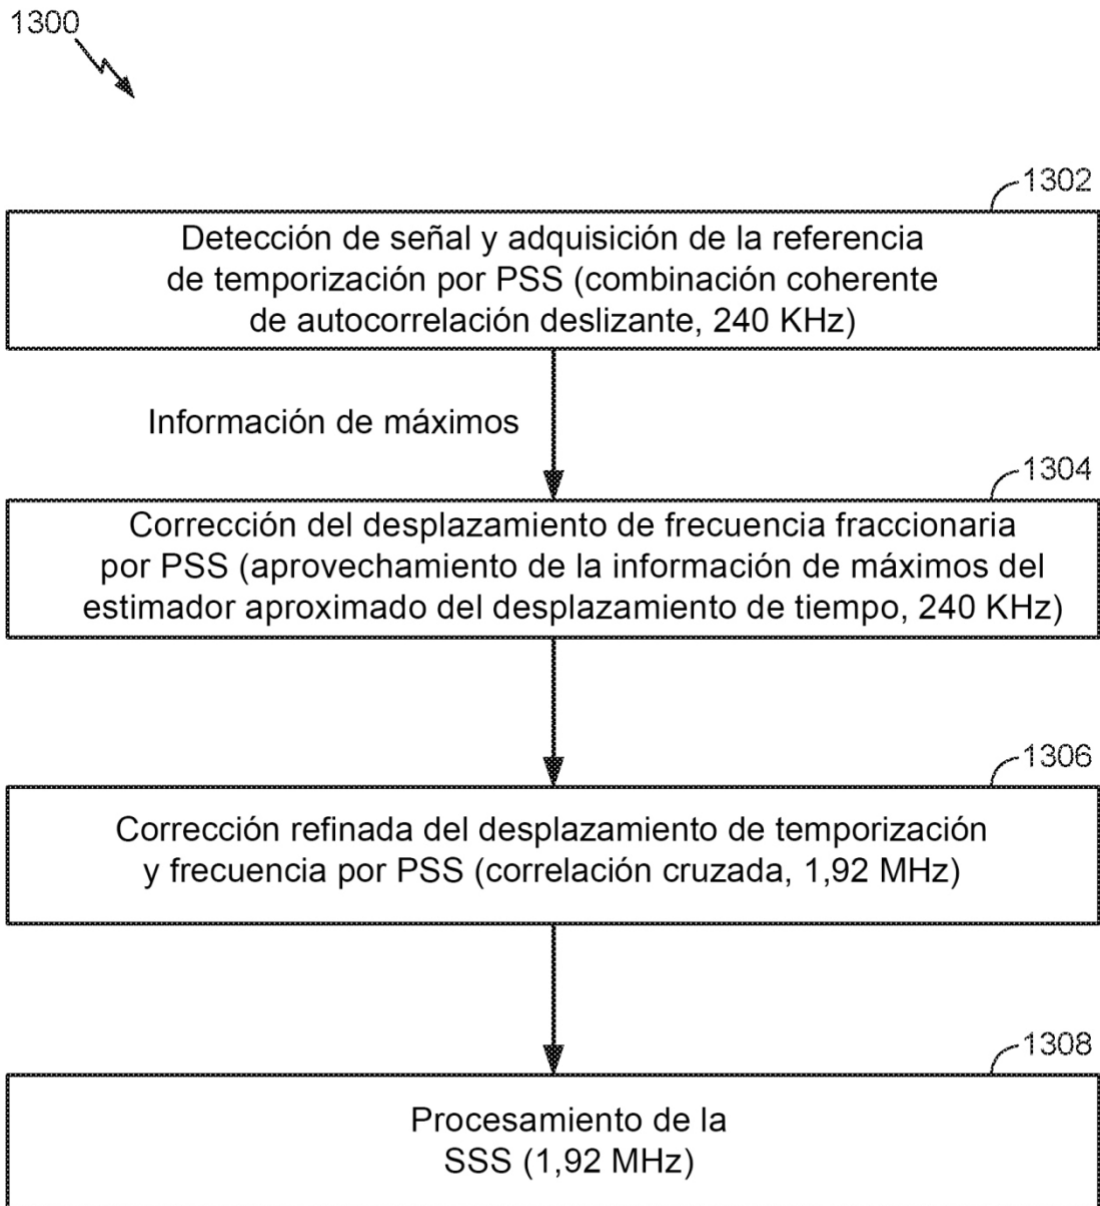 1300
1302
Detección de señal y adquisición de la referencia
de temporización por PSS (combinación coherente
de autocorrelación deslizante, 240 KHz)
Información de máximos
1304
Corrección del desplazamiento de frecuencia fraccionaria
por PSS (aprovechamiento de la información de máximos del
estimador aproximado del desplazamiento de tiempo, 240 KHz)
1306
Corrección refinada del desplazamiento de temporización
y frecuencia por PSS (correlación cruzada, 1,92 MHz)
1308
Procesamiento de la
SSS (1,92 MHz)